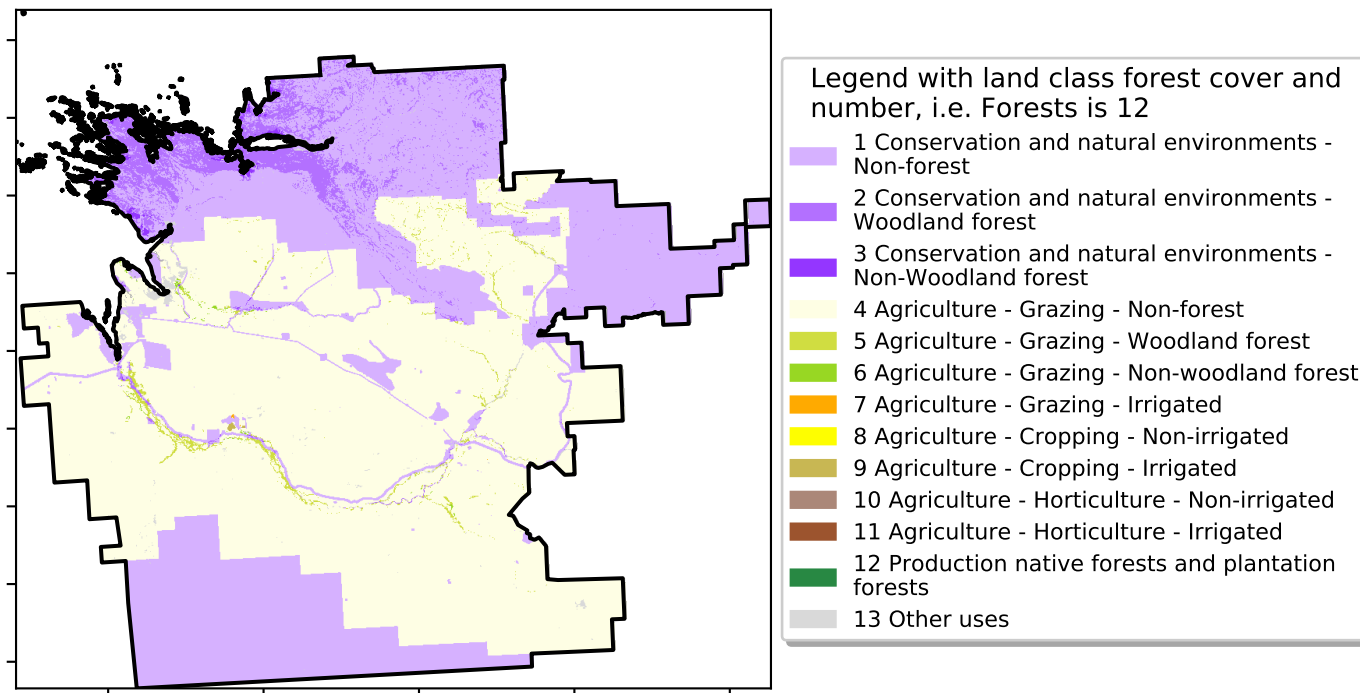 Legend with land class forest cover and
number, i.e. Forests is 12
1 Conservation and natural environments -
Non-forest
2 Conservation and natural environments -
Woodland forest
3 Conservation and natural environments -
Non-Woodland forest
4 Agriculture - Grazing - Non-forest
5 Agriculture - Grazing - Woodland forest
6 Agriculture - Grazing - Non-woodland forest
7 Agriculture - Grazing - Irrigated
8 Agriculture - Cropping - Non-irrigated
9 Agriculture - Cropping - Irrigated
10 Agriculture - Horticulture - Non-irrigated
11 Agriculture - Horticulture - Irrigated
12 Production native forests and plantation
forests
13 Other uses